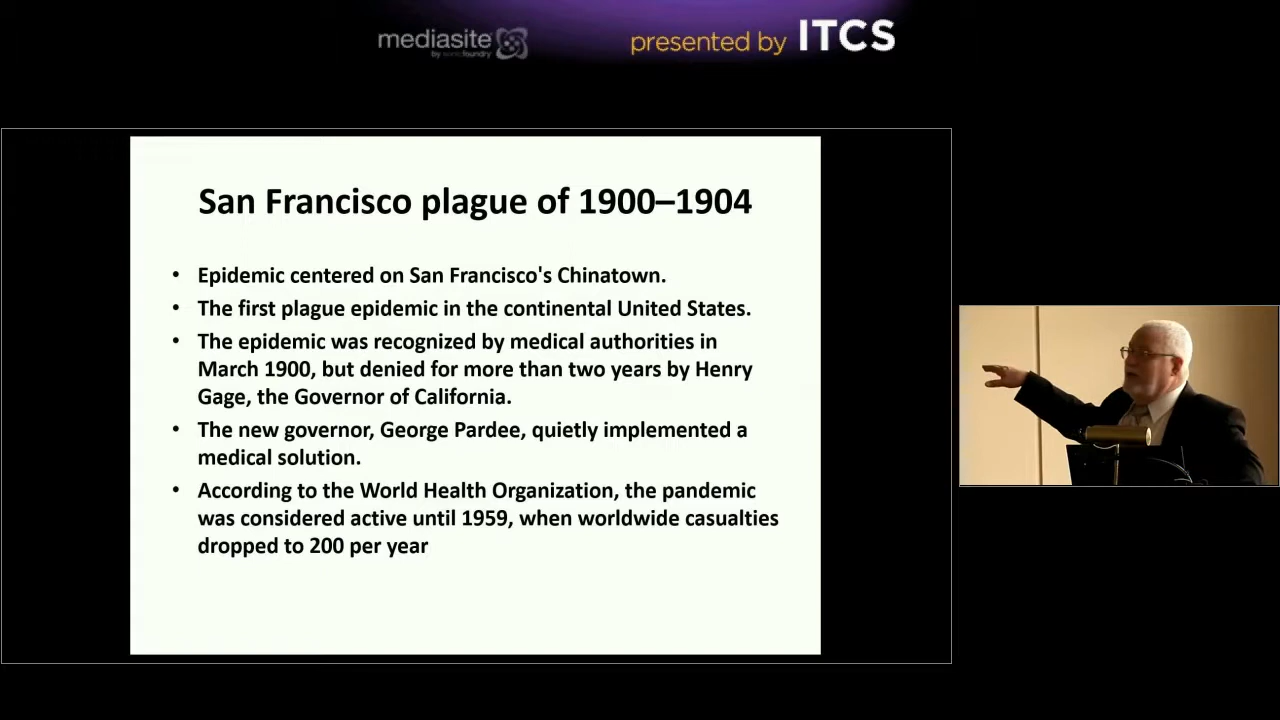 mediasite
by sonicfoundry
presented by ITCS
San Francisco plague of 1900–1904
• Epidemic centered on San Francisco's Chinatown.
• The first plague epidemic in the continental United States.
• The epidemic was recognized by medical authorities in
March 1900, but denied for more than two years by Henry
Gage, the Governor of California.
• The new governor, George Pardee, quietly implemented a
medical solution.
• According to the World Health Organization, the pandemic
was considered active until 1959, when worldwide casualties
dropped to 200 per year